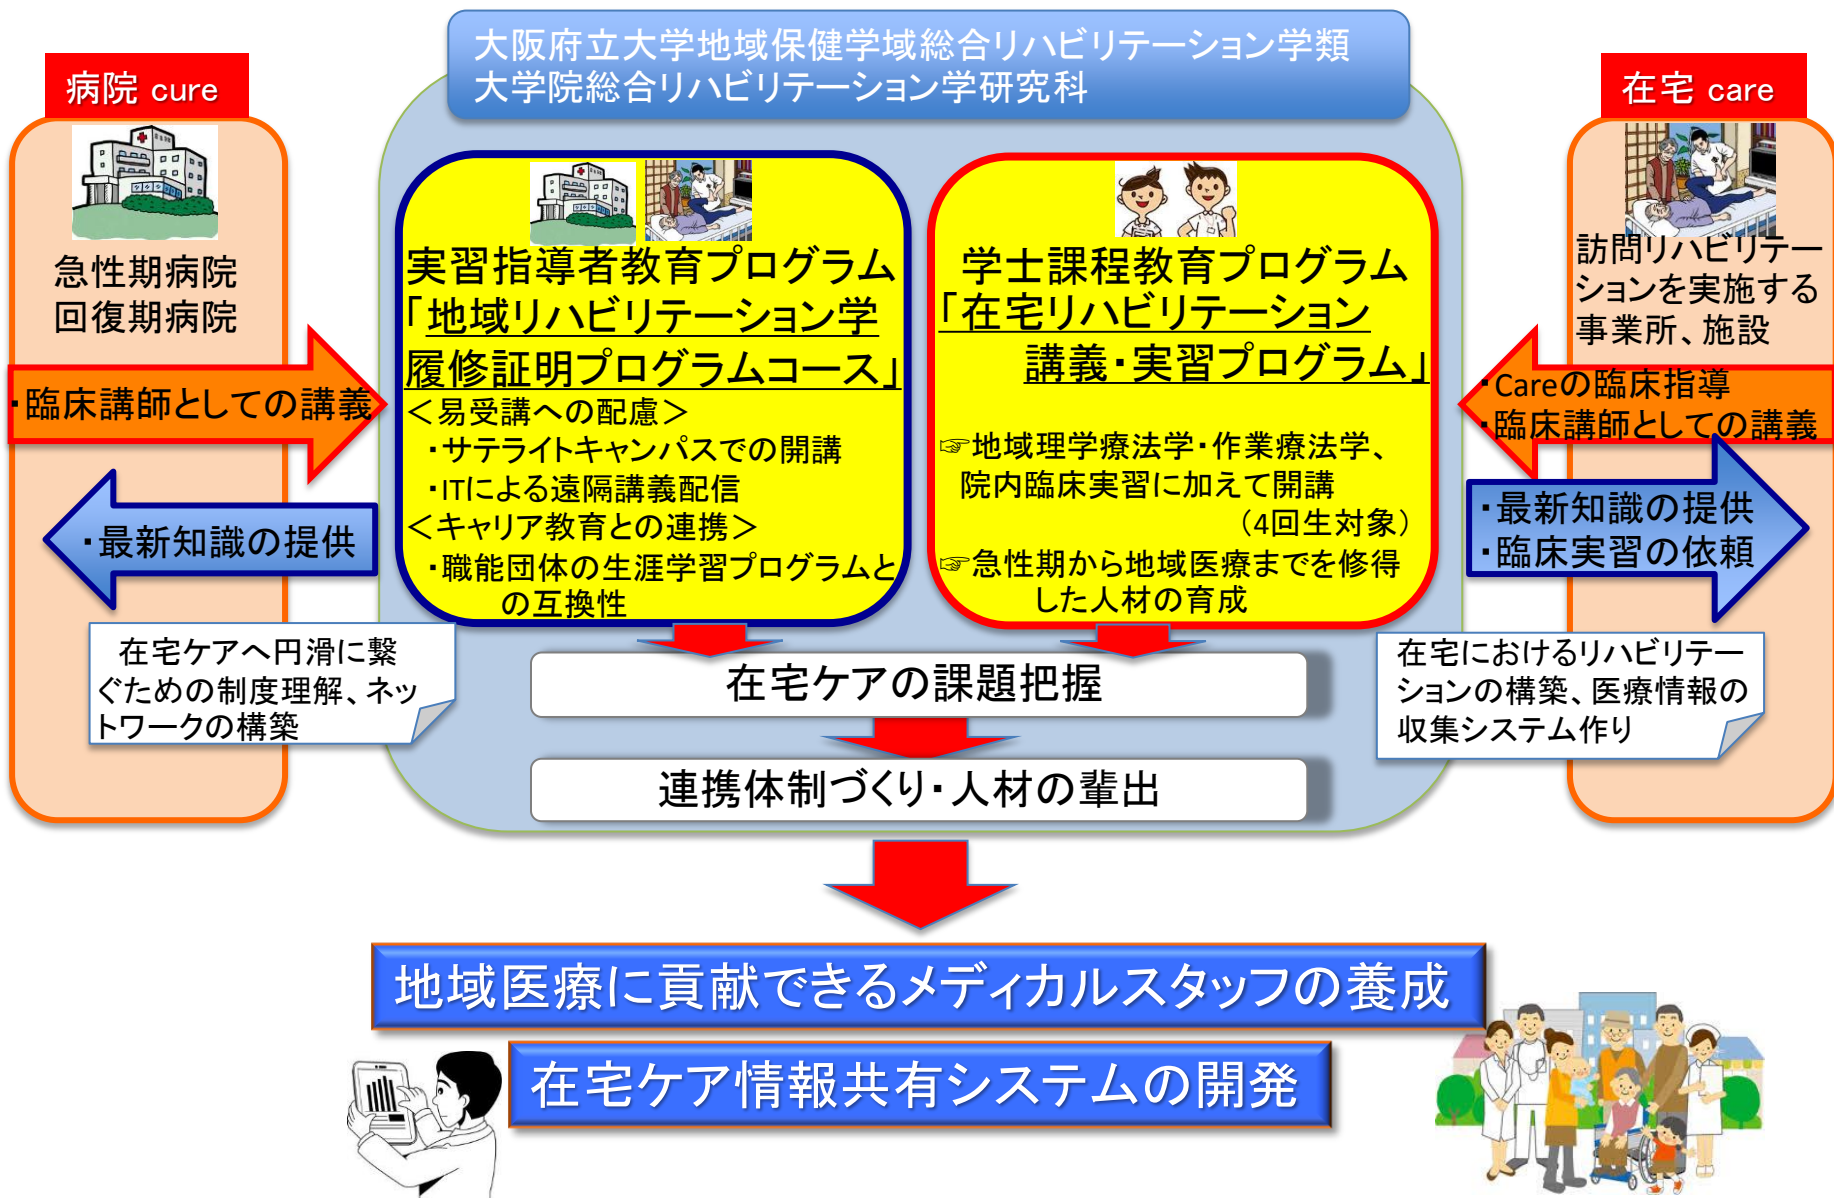 大阪府立大学地域保健学域総合リハビリテーション学類
大学院総合リハビリテーション学研究科
病院 cure
急性期病院
回復期病院
・臨床講師としての講義
・最新知識の提供
在宅ケアへ円滑に繋
ぐための制度理解、ネッ
トワークの構築
実習指導者教育プログラム
「地域リハビリテーション学
履修証明プログラムコース」
＜易受講への配慮＞
・サテライトキャンパスでの開講
・ITによる遠隔講義配信
＜キャリア教育との連携＞
・職能団体の生涯学習プログラムと
の互換性
学士課程教育プログラム
「在宅リハビリテーション
講義・実習プログラム」
☞地域理学療法学・作業療法学、
院内臨床実習に加えて開講
（4回生対象）
☞急性期から地域医療までを修得
した人材の育成
在宅 care
訪問リハビリテー
ションを実施する
事業所、施設
・Careの臨床指導
・臨床講師としての講義
・最新知識の提供
・臨床実習の依頼
在宅におけるリハビリテー
ションの構築、医療情報の
収集システム作り
在宅ケアの課題把握
連携体制づくり・人材の輩出
地域医療に貢献できるメディカルスタッフの養成
在宅ケア情報共有システムの開発